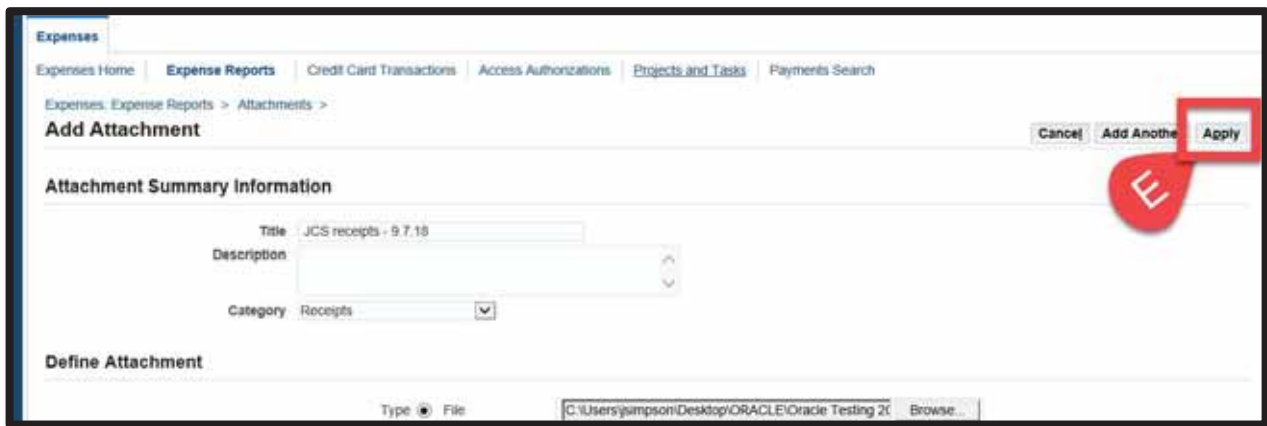 Expenses
Expenses Home Expense Reports Credit Card Transactions Access Authorizations Projects and Tasks Payments Search
Expenses: Expense Reports > Attachments >
Add Attachment
Cancel Add Anothe Apply
E
Attachment Summary Information
Title JCS receipts - 9.7.18
Description
Category Receipts
Define Attachment
Type File C:\Users\jsimpson\Desktop\ORACLE\Oracle Testing 2( Browse...